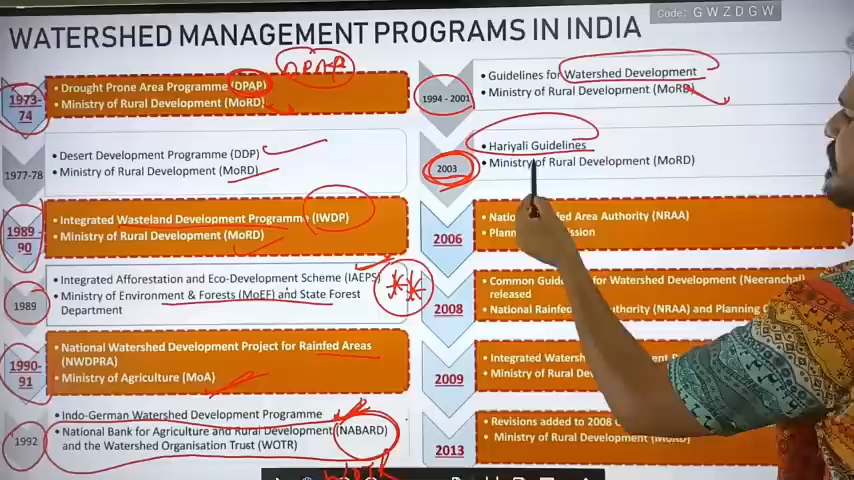 Code: G W Z D G W
WATERSHED MANAGEMENT PROGRAMS IN INDIA
DPAP
1973-
74
• Drought Prone Area Programme (DPAP)
• Ministry of Rural Development (MoRD)
1977-78
• Desert Development Programme (DDP)
• Ministry of Rural Development (MoRD)
1989-
90
• Integrated Wasteland Development Programm (IWDP)
• Ministry of Rural Development (MoRD)
1989
• Integrated Afforestation and Eco-Development Scheme (IAEPS)
• Ministry of Environment & Forests (MoEF) and State Forest
Department
1990-
91
• National Watershed Development Project for Rainfed Areas
(NWDPRA)
• Ministry of Agriculture (MoA)
1992
• Indo-German Watershed Development Programme
• National Bank for Agriculture and Rural Development (NABARD)
and the Watershed Organisation Trust (WOTR)
1994 - 2001
• Guidelines for Watershed Development
• Ministry of Rural Development (MoRD)
2003
• Hariyali Guidelines
• Ministry of Rural Development (MoRD)
2006
• Area Authority (NRAA)
2008
• Common for Watershed Development (Neeranchal)
released
• National Authority (NRAA) and Planning
2009
• Integrated
• Ministry of
2013
• Revisions added to 2008
• Ministry of Rural Development (MoRD)